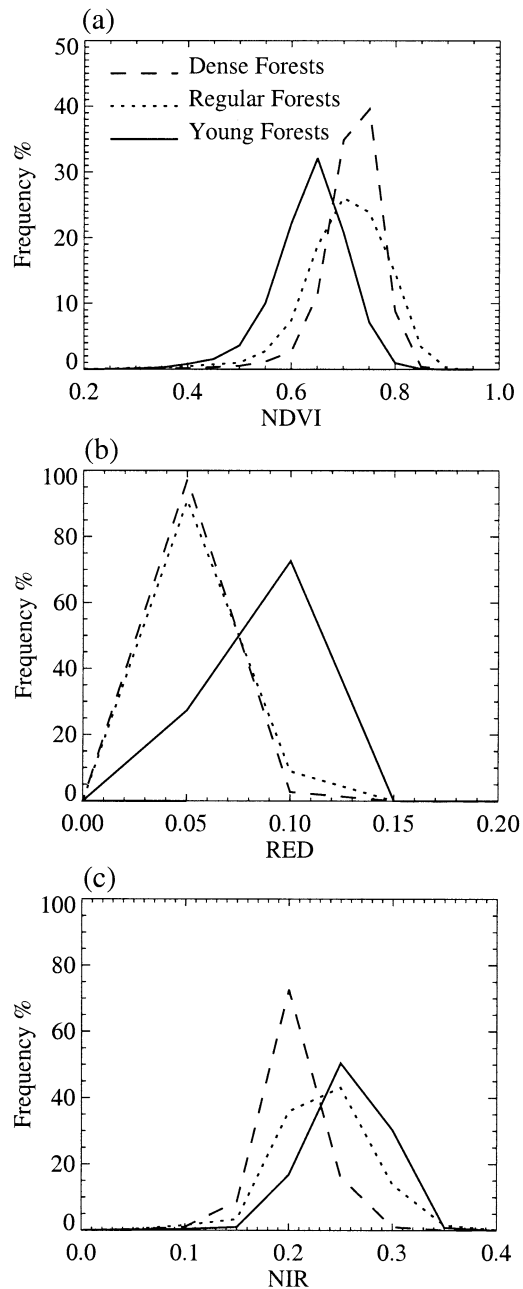 (a)
50
40
30
20
10
0
Frequency %
Dense Forests
Regular Forests
Young Forests
0.2 0.4 0.6 0.8 1.0
NDVI
(b)
100
80
60
40
20
0
Frequency %
0.00 0.05 0.10 0.15 0.20
RED
(c)
100
80
60
40
20
0
Frequency %
0.0 0.1 0.2 0.3 0.4
NIR